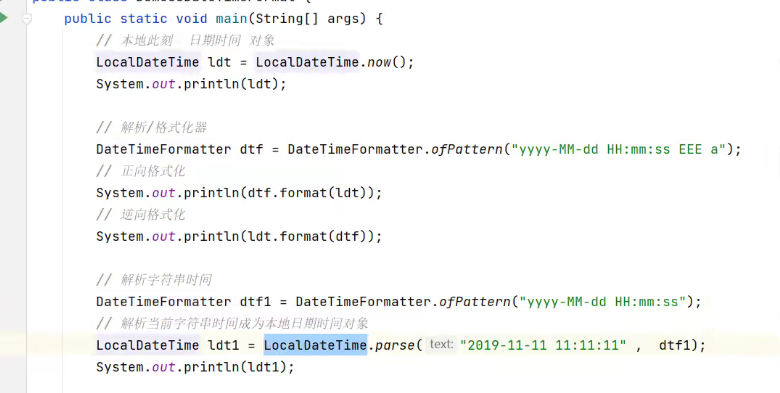 public static void main(String[] args) {
// 本地此刻 日期时间 对象
LocalDateTime ldt = LocalDateTime.now();
System.out.println(ldt);
// 解析/格式化器
DateTimeFormatter dtf = DateTimeFormatter.ofPattern("yyyy-MM-dd HH:mm:ss EEE a");
// 正向格式化
System.out.println(dtf.format(ldt));
// 逆向格式化
System.out.println(ldt.format(dtf));
// 解析字符串时间
DateTimeFormatter dtf1 = DateTimeFormatter.ofPattern("yyyy-MM-dd HH:mm:ss");
// 解析当前字符串时间成为本地日期时间对象
LocalDateTime ldt1 = LocalDateTime.parse( text: "2019-11-11 11:11:11" , dtf1);
System.out.println(ldt1);